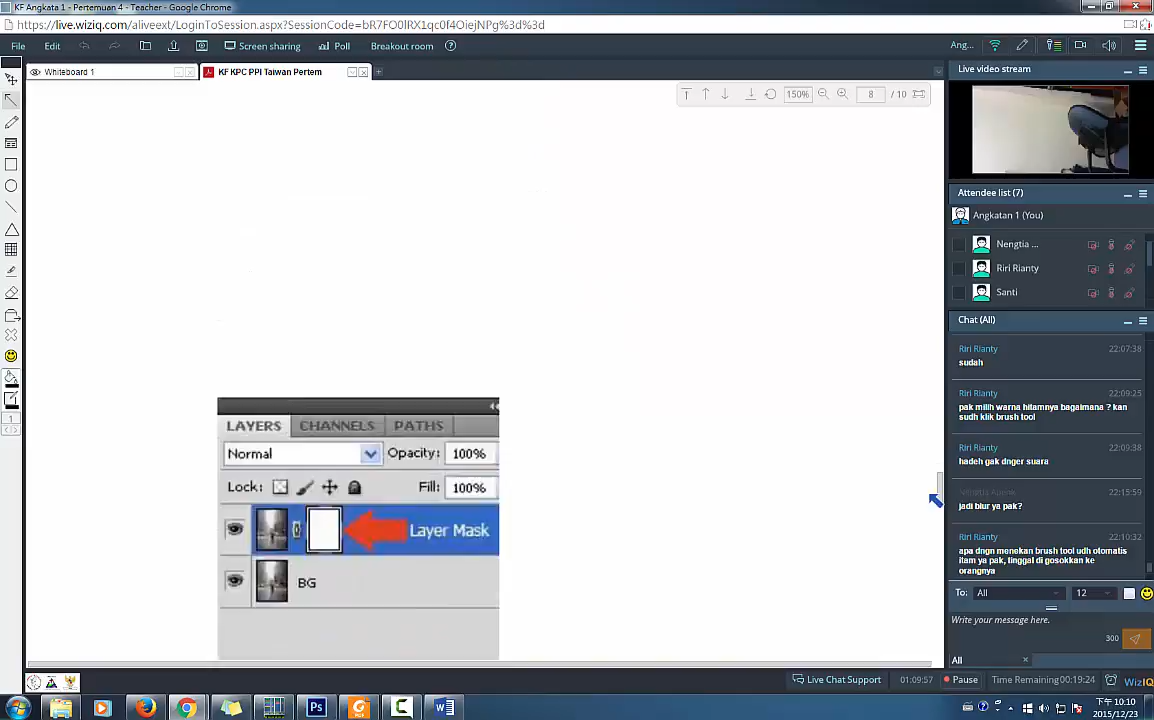 KF Angkata 1 - Pertemuan 4 - Teacher - Google Chrome
https://live.wiziq.com/aliveext/LoginToSession.aspx?SessionCode=bR7FO0lRX1qc0f4OiejNPg%3d%3d
File Edit Screen sharing Poll Breakout room Ang...
Whiteboard 1 KF KPC PPI Taiwan Pertem
150% 8 / 10
Live video stream
Attendee list (7)
Angkatan 1 (You)
Nengtia ...
Riri Rianty
Santi
Chat (All)
Riri Rianty 22:07:38
sudah
Riri Rianty 22:09:25
pak milih warna hitamnya bagaimana ? kan
sudh klik brush tool
Riri Rianty 22:09:38
hadeh gak dnger suara
22:15:59
jadi blur ya pak?
Riri Rianty 22:10:32
apa dngn menekan brush tool udh otomatis
itam ya pak, tinggal di gosokkan ke
orangnya
To: All 12
Write your message here.
300
All
LAYERS CHANNELS PATHS
Normal Opacity: 100%
Lock: Fill: 100%
Layer Mask
BG
Live Chat Support 01:09:57 Pause Time Remaining 00:19:24 WizIQ
下午 10:10
2015/12/23